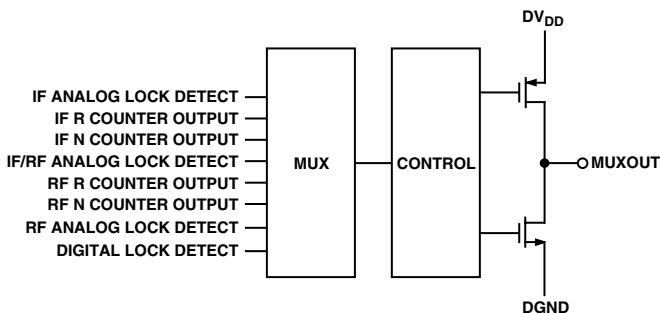 DVDD
IF ANALOG LOCK DETECT
IF R COUNTER OUTPUT
IF N COUNTER OUTPUT
IF/RF ANALOG LOCK DETECT
RF R COUNTER OUTPUT
RF N COUNTER OUTPUT
RF ANALOG LOCK DETECT
DIGITAL LOCK DETECT
MUX
CONTROL
MUXOUT
DGND